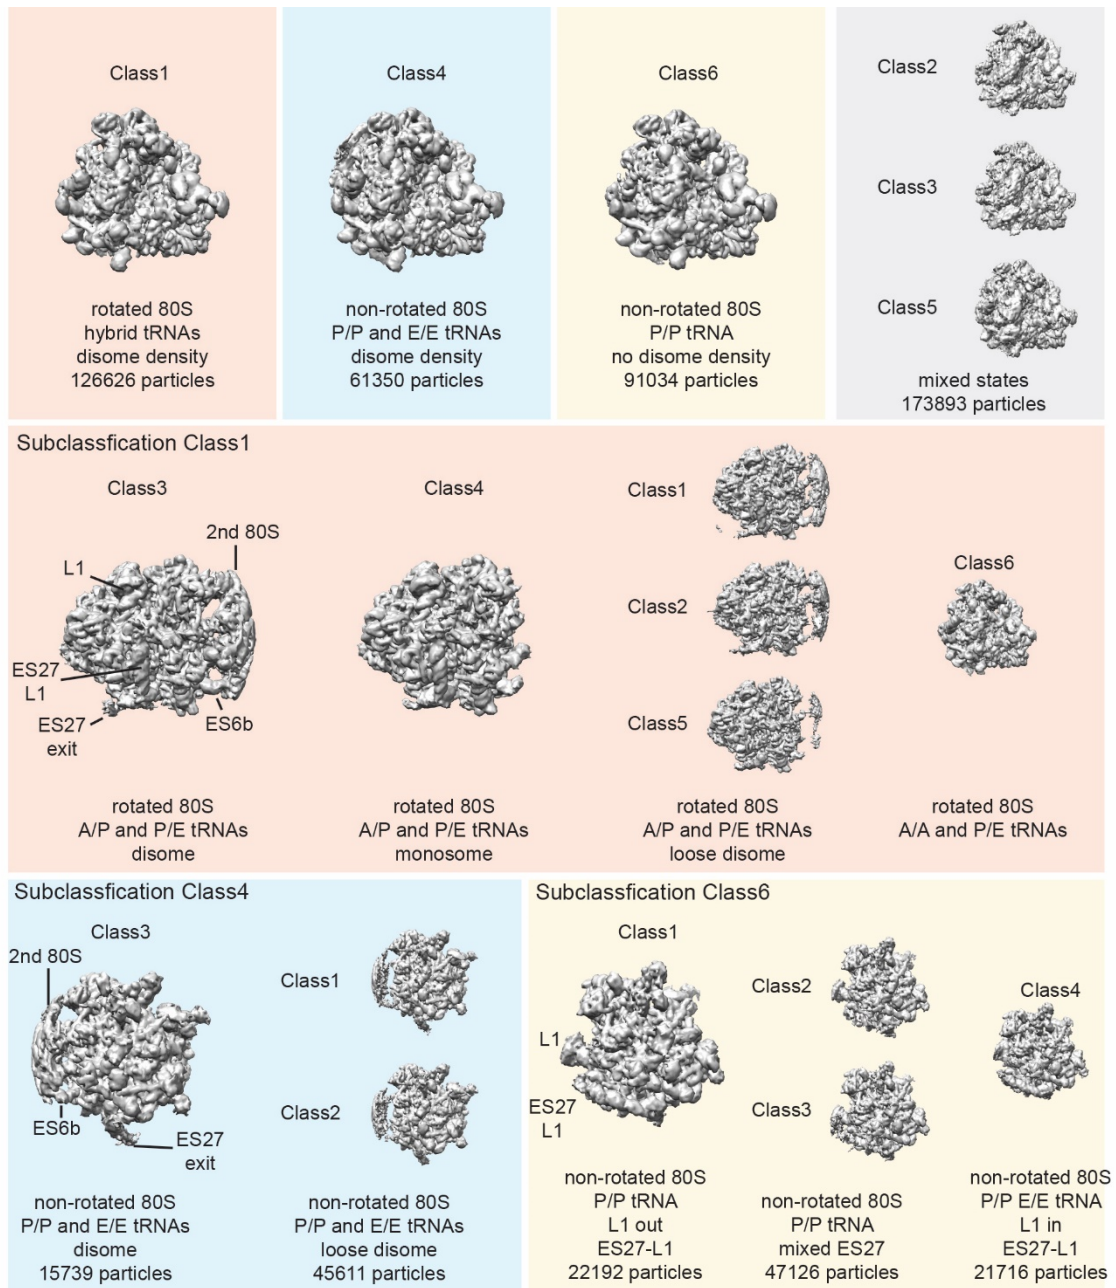 Class1
rotated 80S
hybrid tRNAs
disome density
126626 particles
Class4
non-rotated 80S
P/P and E/E tRNAs
disome density
61350 particles
Class6
non-rotated 80S
P/P tRNA
no disome density
91034 particles
Class2
Class3
Class5
mixed states
173893 particles
Subclassfication Class1
Class3
2nd 80S
L1
ES27
L1
ES27
exit
ES6b
rotated 80S
A/P and P/E tRNAs
disome
Class4
rotated 80S
A/P and P/E tRNAs
monosome
Class1
Class2
Class5
rotated 80S
A/P and P/E tRNAs
loose disome
Class6
rotated 80S
A/A and P/E tRNAs
Subclassfication Class4
Class3
2nd 80S
ES6b
ES27
exit
non-rotated 80S
P/P and E/E tRNAs
disome
15739 particles
Class1
Class2
non-rotated 80S
P/P and E/E tRNAs
loose disome
45611 particles
Subclassfication Class6
Class1
L1
ES27
L1
non-rotated 80S
P/P tRNA
L1 out
ES27-L1
22192 particles
Class2
Class3
non-rotated 80S
P/P tRNA
mixed ES27
47126 particles
Class4
non-rotated 80S
P/P E/E tRNA
L1 in
ES27-L1
21716 particles